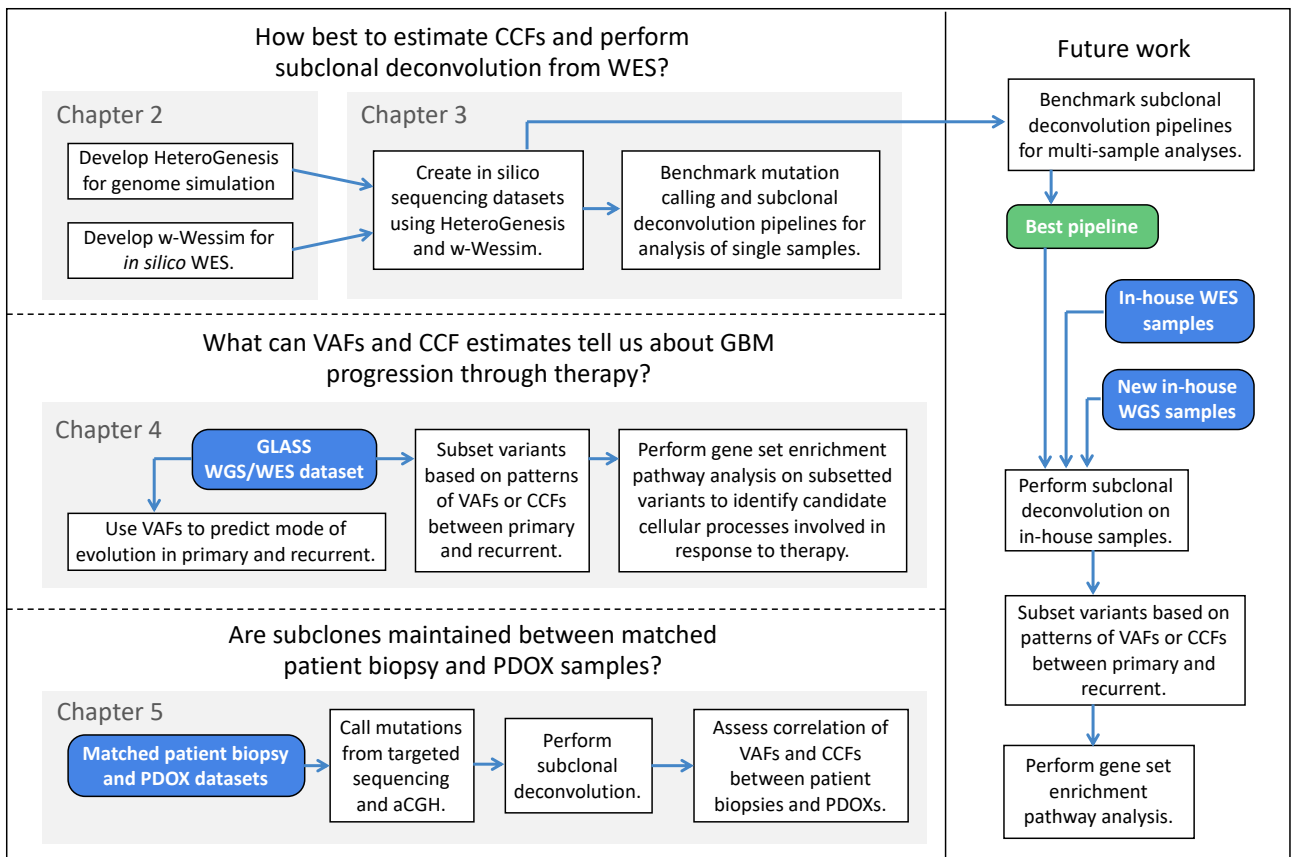 How best to estimate CCFs and perform
subclonal deconvolution from WES?
Chapter 2
Develop HeteroGenesis
for genome simulation
Develop w-Wessim for
in silico WES.
Chapter 3
Create in silico
sequencing datasets
using HeteroGenesis
and w-Wessim.
Benchmark mutation
calling and subclonal
deconvolution pipelines for
analysis of single samples.
What can VAFs and CCF estimates tell us about GBM
progression through therapy?
Chapter 4
GLASS
WGS/WES dataset
Use VAFs to predict mode of
evolution in primary and recurrent.
Subset variants
based on patterns
of VAFs or CCFs
between primary
and recurrent.
Perform gene set enrichment
pathway analysis on subsetted
variants to identify candidate
cellular processes involved in
response to therapy.
Are subclones maintained between matched
patient biopsy and PDOX samples?
Chapter 5
Matched patient biopsy
and PDOX datasets
Call mutations
from targeted
sequencing
and aCGH.
Perform
subclonal
deconvolution.
Assess correlation of
VAFs and CCFs
between patient
biopsies and PDOXs.
Future work
Benchmark subclonal
deconvolution pipelines
for multi-sample analyses.
Best pipeline
In-house WES
samples
New in-house
WGS samples
Perform subclonal
deconvolution on
in-house samples.
Subset variants based on
patterns of VAFs or CCFs
between primary and
recurrent.
Perform gene set
enrichment
pathway analysis.